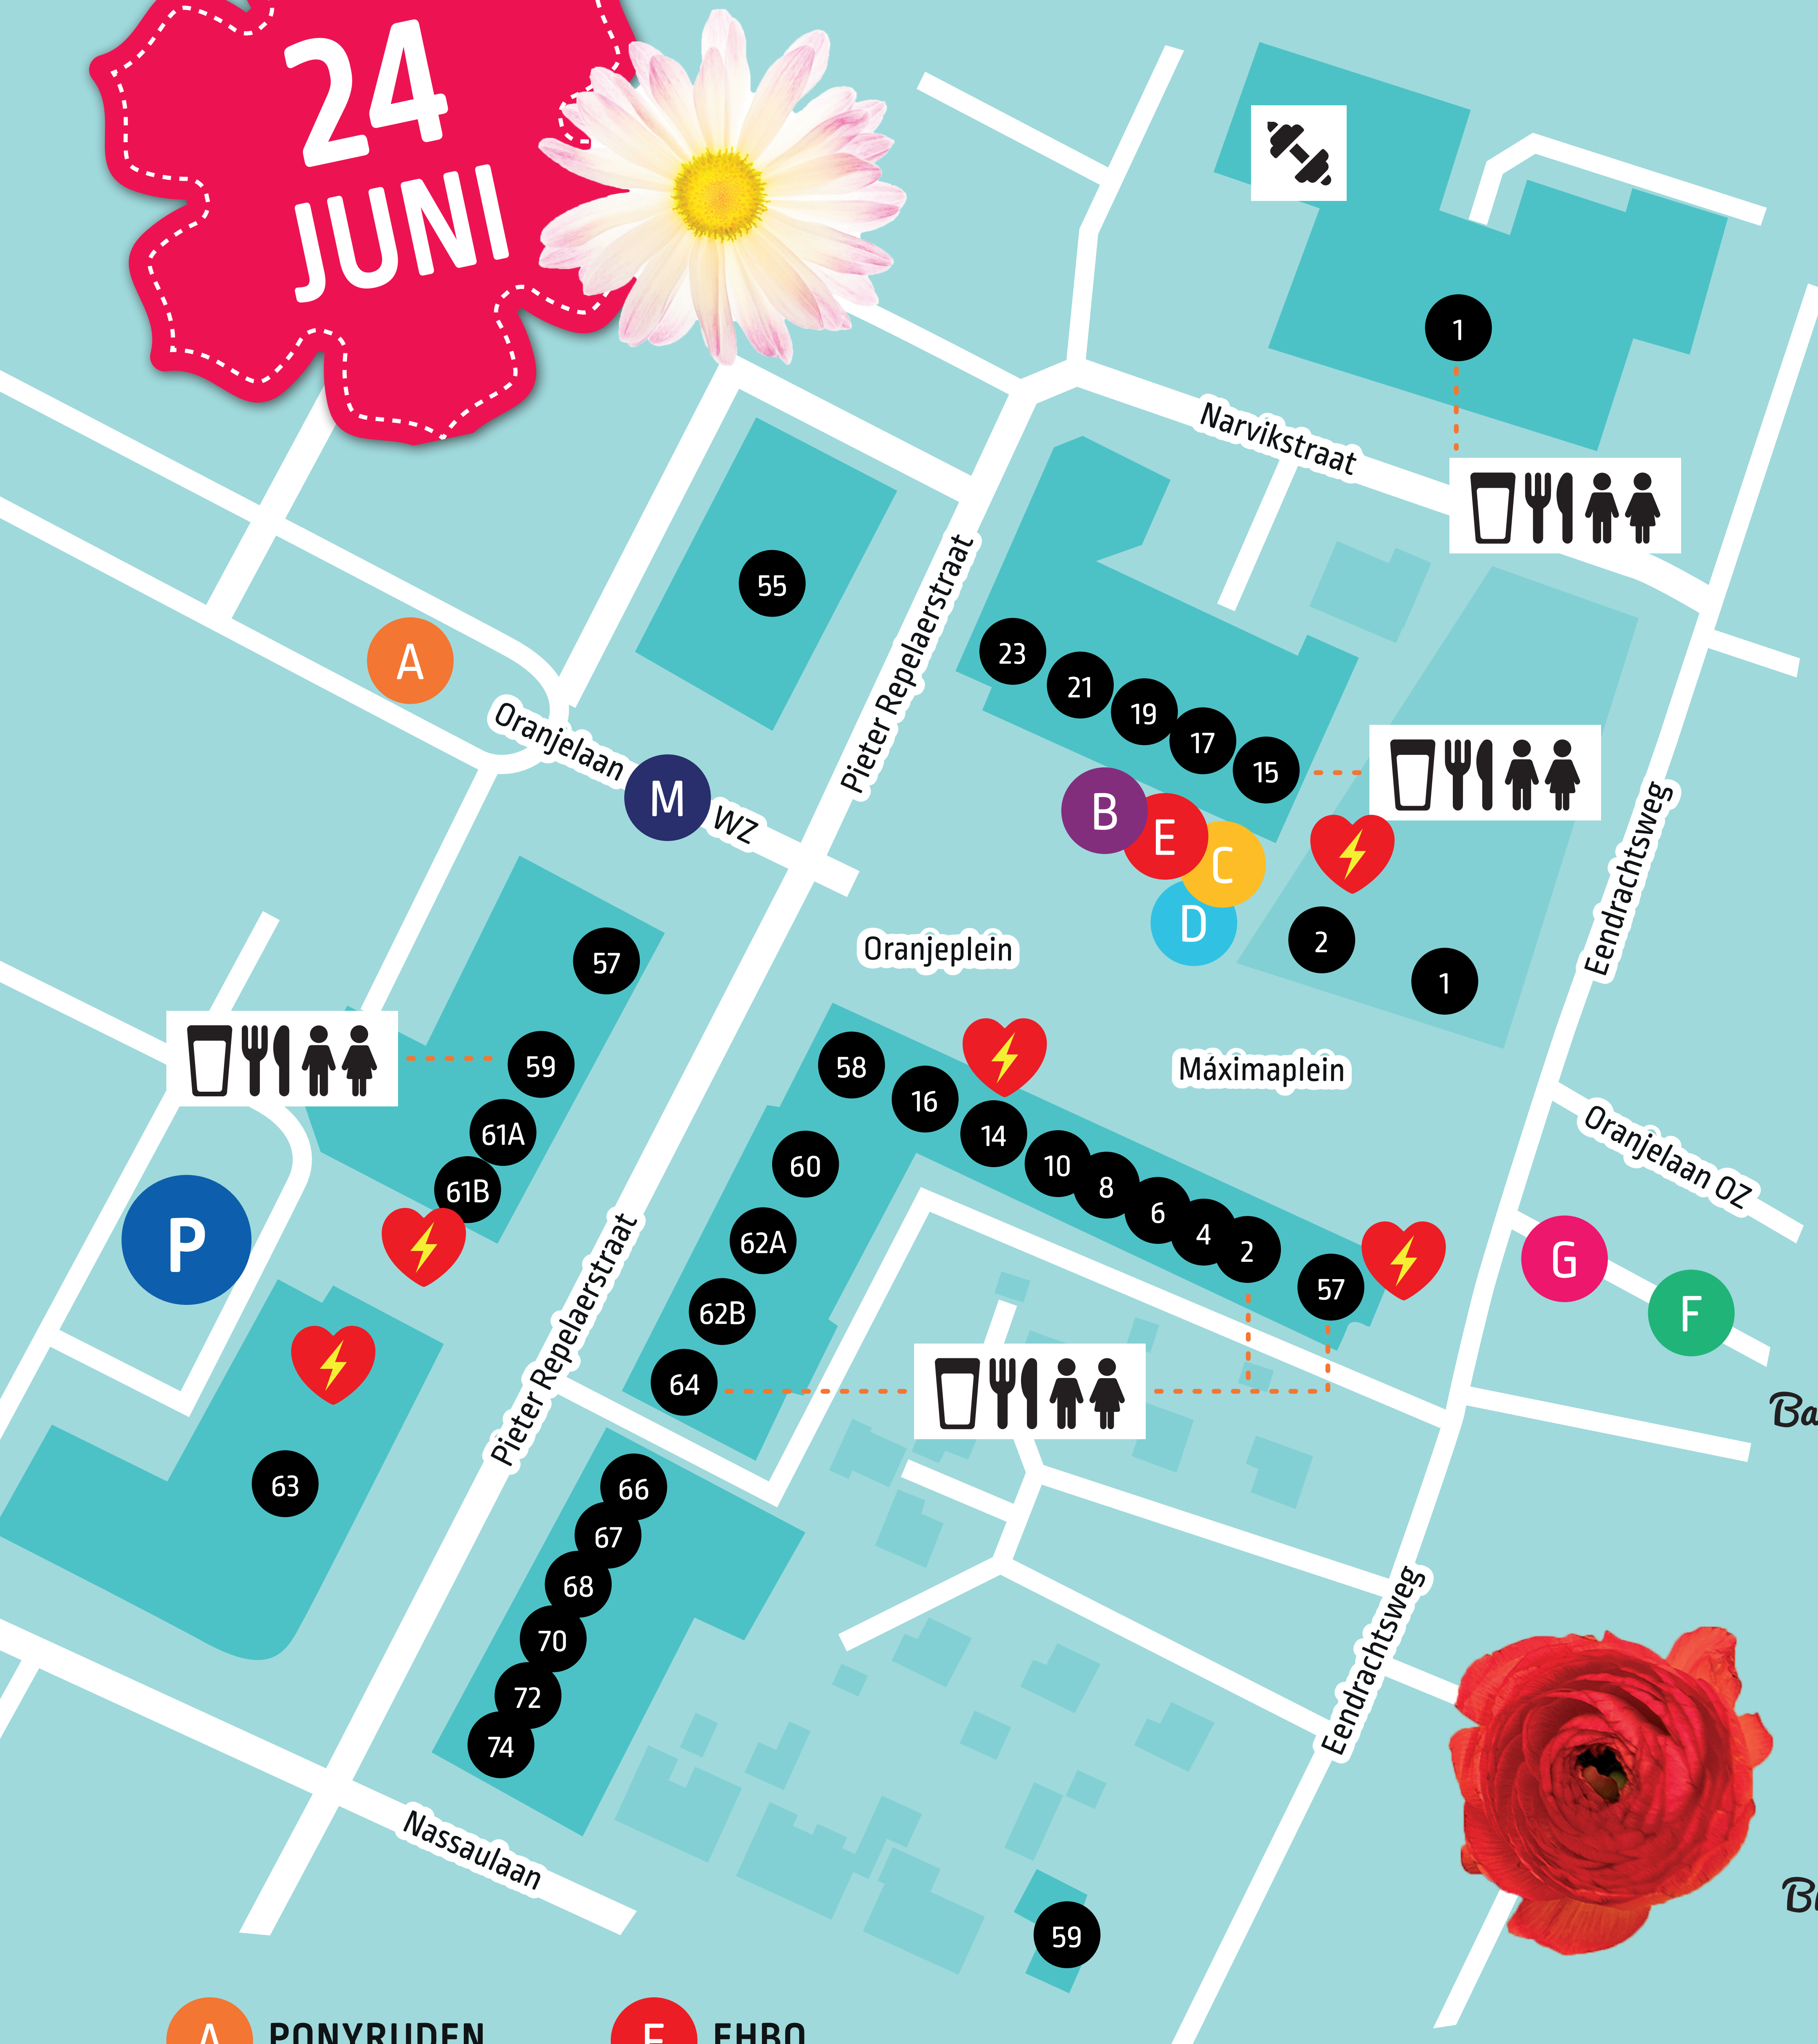 24
JUNI
1
Narvikstraat
55
Pieter Repelaerstraat
23
21
19
17
15
A
Oranjelaan
M
WZ
B
E
C
D
2
1
Eendrachtsweg
Oranjeplein
Máximaplein
57
59
61A
61B
P
63
58
16
14
10
8
6
4
2
57
60
62A
62B
64
Oranjelaan OZ
G
F
Pieter Repelaerstraat
66
67
68
70
72
74
Eendrachtsweg
Nassaulaan
59
Ba
A PONYRIJDEN
E EHBO